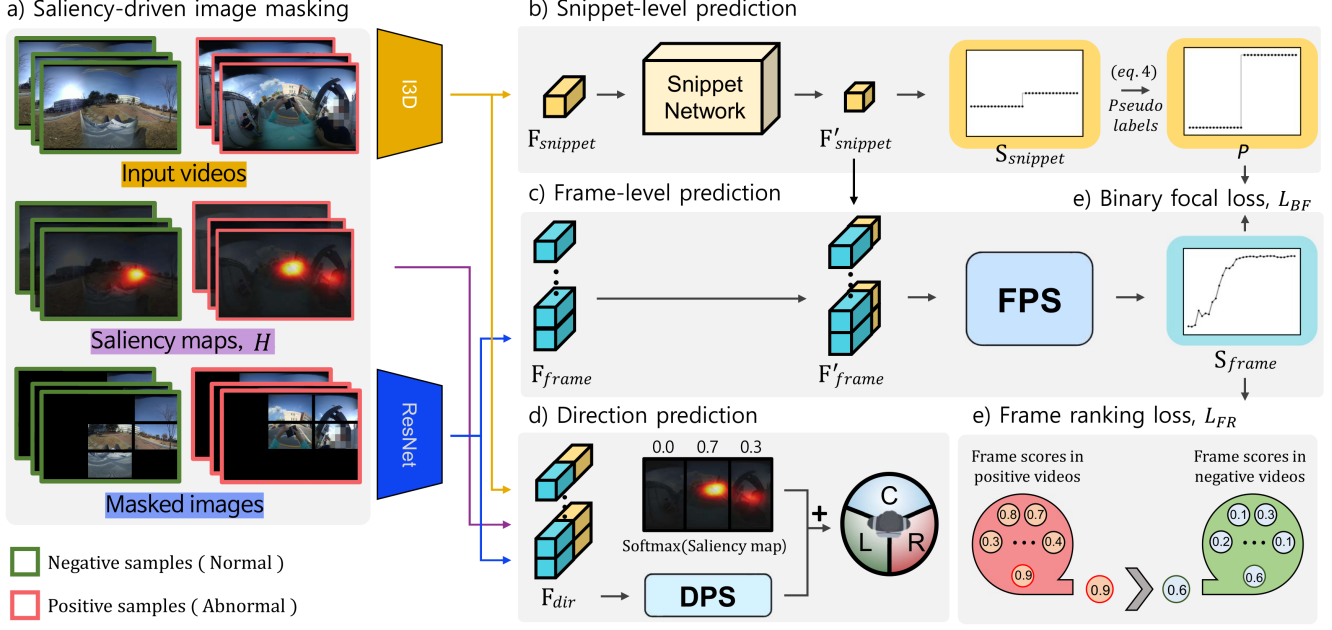 a) Saliency-driven image masking
Input videos
Saliency maps, H
Masked images
Negative samples ( Normal )
Positive samples ( Abnormal )
I3D
ResNet
b) Snippet-level prediction
F_snippet
Snippet
Network
F'_snippet
S_snippet
(eq. 4)
Pseudo
labels
P
c) Frame-level prediction
e) Binary focal loss, L_BF
F_frame
F'_frame
FPS
S_frame
d) Direction prediction
0.0 0.7 0.3
Softmax(Saliency map)
F_dir
DPS
+
C
L R
e) Frame ranking loss, L_FR
Frame scores in
positive videos
0.8 0.7
0.3 ··· 0.4
0.9
0.9
0.6
Frame scores in
negative videos
0.1 0.3
0.2 ··· 0.1
0.6